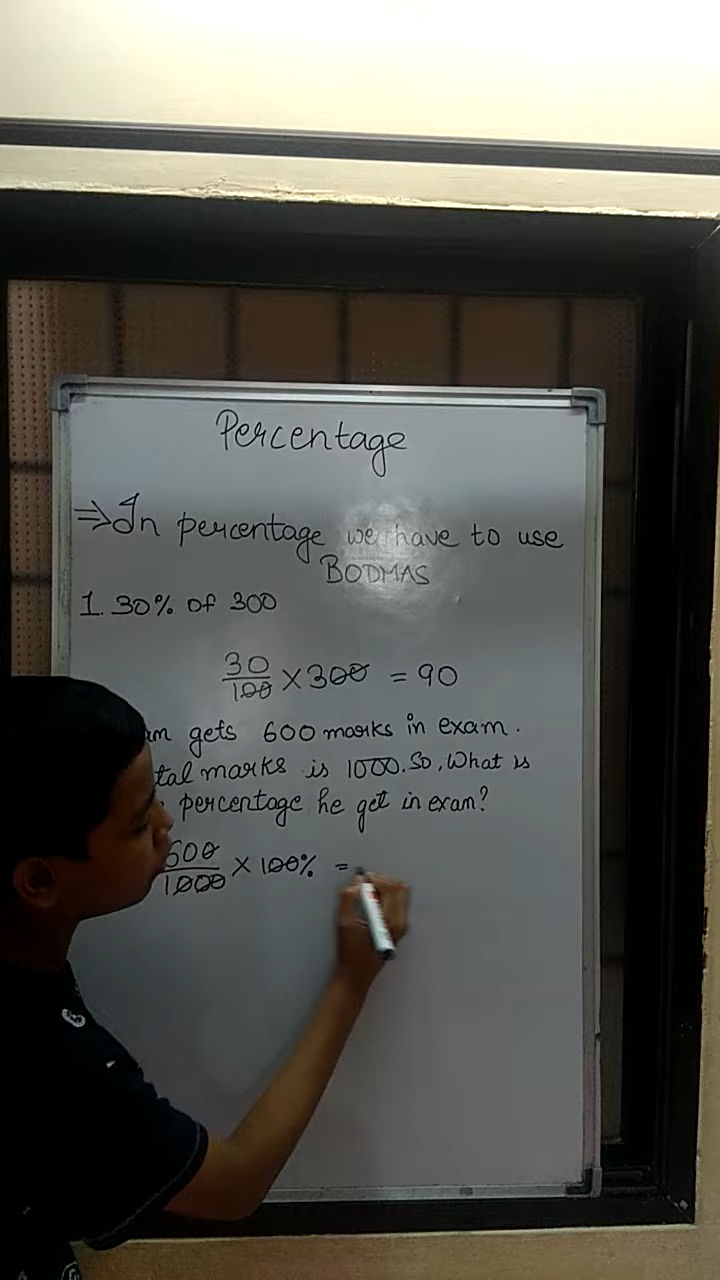 Percentage
⇒In percentage we have to use
BODMAS
1. 30% of 300
30/100 × 300 = 90
gets 600 marks in exam.
marks is 1000. So, What is
percentage he get in exam?
600/1000 × 100% =